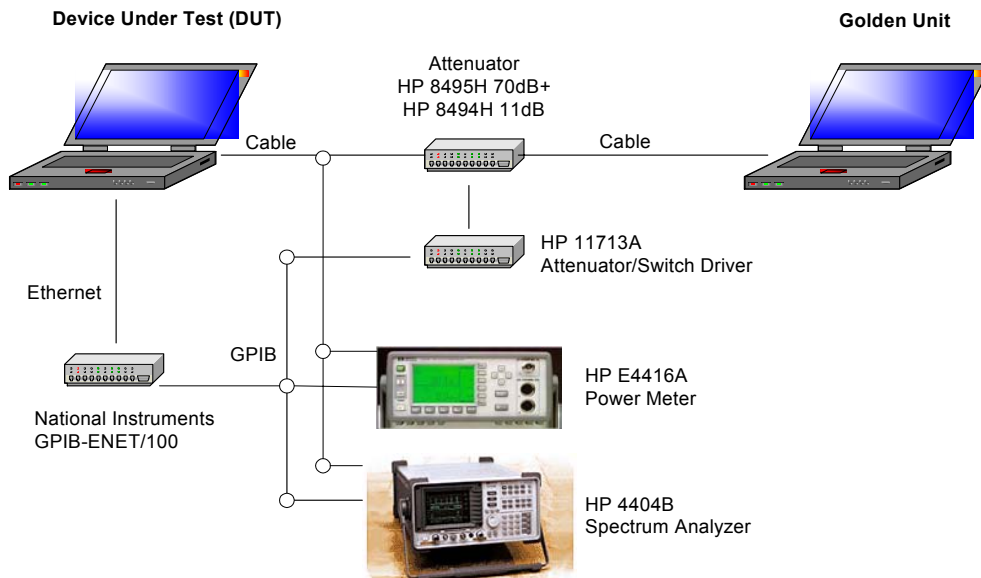 Device Under Test (DUT)
Golden Unit
Attenuator
HP 8495H 70dB+
HP 8494H 11dB
Cable
Cable
HP 11713A
Attenuator/Switch Driver
Ethernet
GPIB
National Instruments
GPIB-ENET/100
HP E4416A
Power Meter
HP 4404B
Spectrum Analyzer